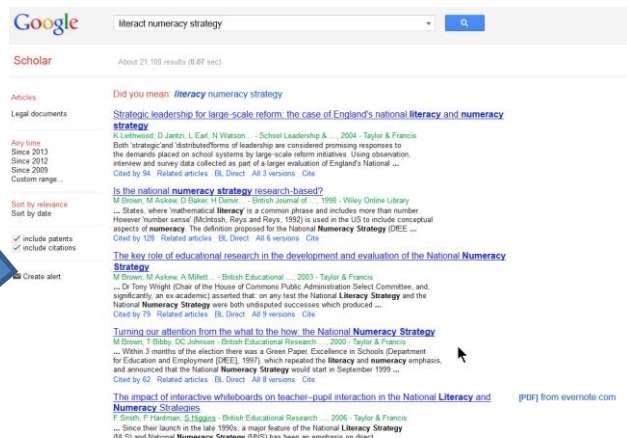 Google
literact numeracy strategy
Scholar
About 21,100 results (0.07 sec)
Articles
Legal documents
Any time
Since 2013
Since 2012
Since 2009
Custom range...
Sort by relevance
Sort by date
include patents
include citations
Create alert
Did you mean: literacy numeracy strategy
Strategic leadership for large-scale reform: the case of England's national literacy and numeracy
strategy
K Leithwood, D Jantzi, L Earl, N Watson... - School Leadership & ..., 2004 - Taylor & Francis
Both 'strategic'and 'distributed'forms of leadership are considered promising responses to
the demands placed on school systems by large-scale reform initiatives. Using observation,
interview and survey data collected as part of a larger evaluation of England's National ...
Cited by 94 Related articles BL Direct All 3 versions Cite
Is the national numeracy strategy research-based?
M Brown, M Askew, D Baker, H Denvir... - British Journal of ..., 1998 - Wiley Online Library
... States, where 'mathematical literacy' is a common phrase and includes more than number.
However 'number sense' (McIntosh, Reys and Reys, 1992) is used in the US to include conceptual
aspects of numeracy. The definition proposed for the National Numeracy Strategy (DfEE ...
Cited by 128 Related articles BL Direct All 6 versions Cite
The key role of educational research in the development and evaluation of the National Numeracy
Strategy
M Brown, M Askew, A Millett... - British Educational ..., 2003 - Taylor & Francis
... Dr Tony Wright (Chair of the House of Commons Public Administration Select Committee, and,
significantly, an ex-academic) asserted that: on any test the National Literacy Strategy and the
National Numeracy Strategy were both undisputed successes which produced ...
Cited by 79 Related articles BL Direct All 9 versions Cite
Turning our attention from the what to the how: the National Numeracy Strategy
M Brown, T Bibby, DC Johnson - British Educational Research ..., 2000 - Taylor & Francis
... Within 3 months of the election there was a Green Paper, Excellence in Schools (Department
for Education and Employment [DfEE], 1997), which repeated the literacy and numeracy emphasis,
and announced that the National Numeracy Strategy would start in September 1999 ...
Cited by 62 Related articles BL Direct All 8 versions Cite
The impact of interactive whiteboards on teacher–pupil interaction in the National Literacy and
Numeracy Strategies
[PDF] from evernote.com
F Smith, F Hardman, S Higgins - British Educational Research ..., 2006 - Taylor & Francis
... Since their launch in the late 1990s, a major feature of the National Literacy Strategy
(NLS) and National Numeracy Strategy (NNS) has been an emphasis on direct